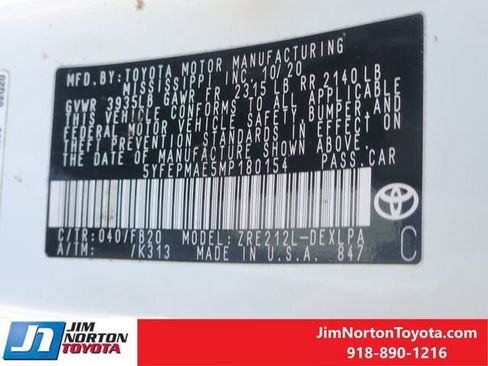 MFD. BY: TOYOTA MOTOR MANUFACTURING
MISSISSIPPI INC. 10/20
GVWR 3935LB GAWR FR 2315LB RR 2140LB
THIS VEHICLE CONFORMS TO ALL APPLICABLE
FEDERAL MOTOR VEHICLE SAFETY, BUMPER, AND
THEFT PREVENTION STANDARDS IN EFFECT ON
THE DATE OF MANUFACTURE SHOWN ABOVE.
5YFEPMAE5MP180154 PASS. CAR
C/TR: 040/FB20 MODEL: ZRE212L-DEXLPA
A/TM: /K313 MADE IN U.S.A. 847
C
JIM NORTON
TOYOTA
JimNortonToyota.com
918-890-1216